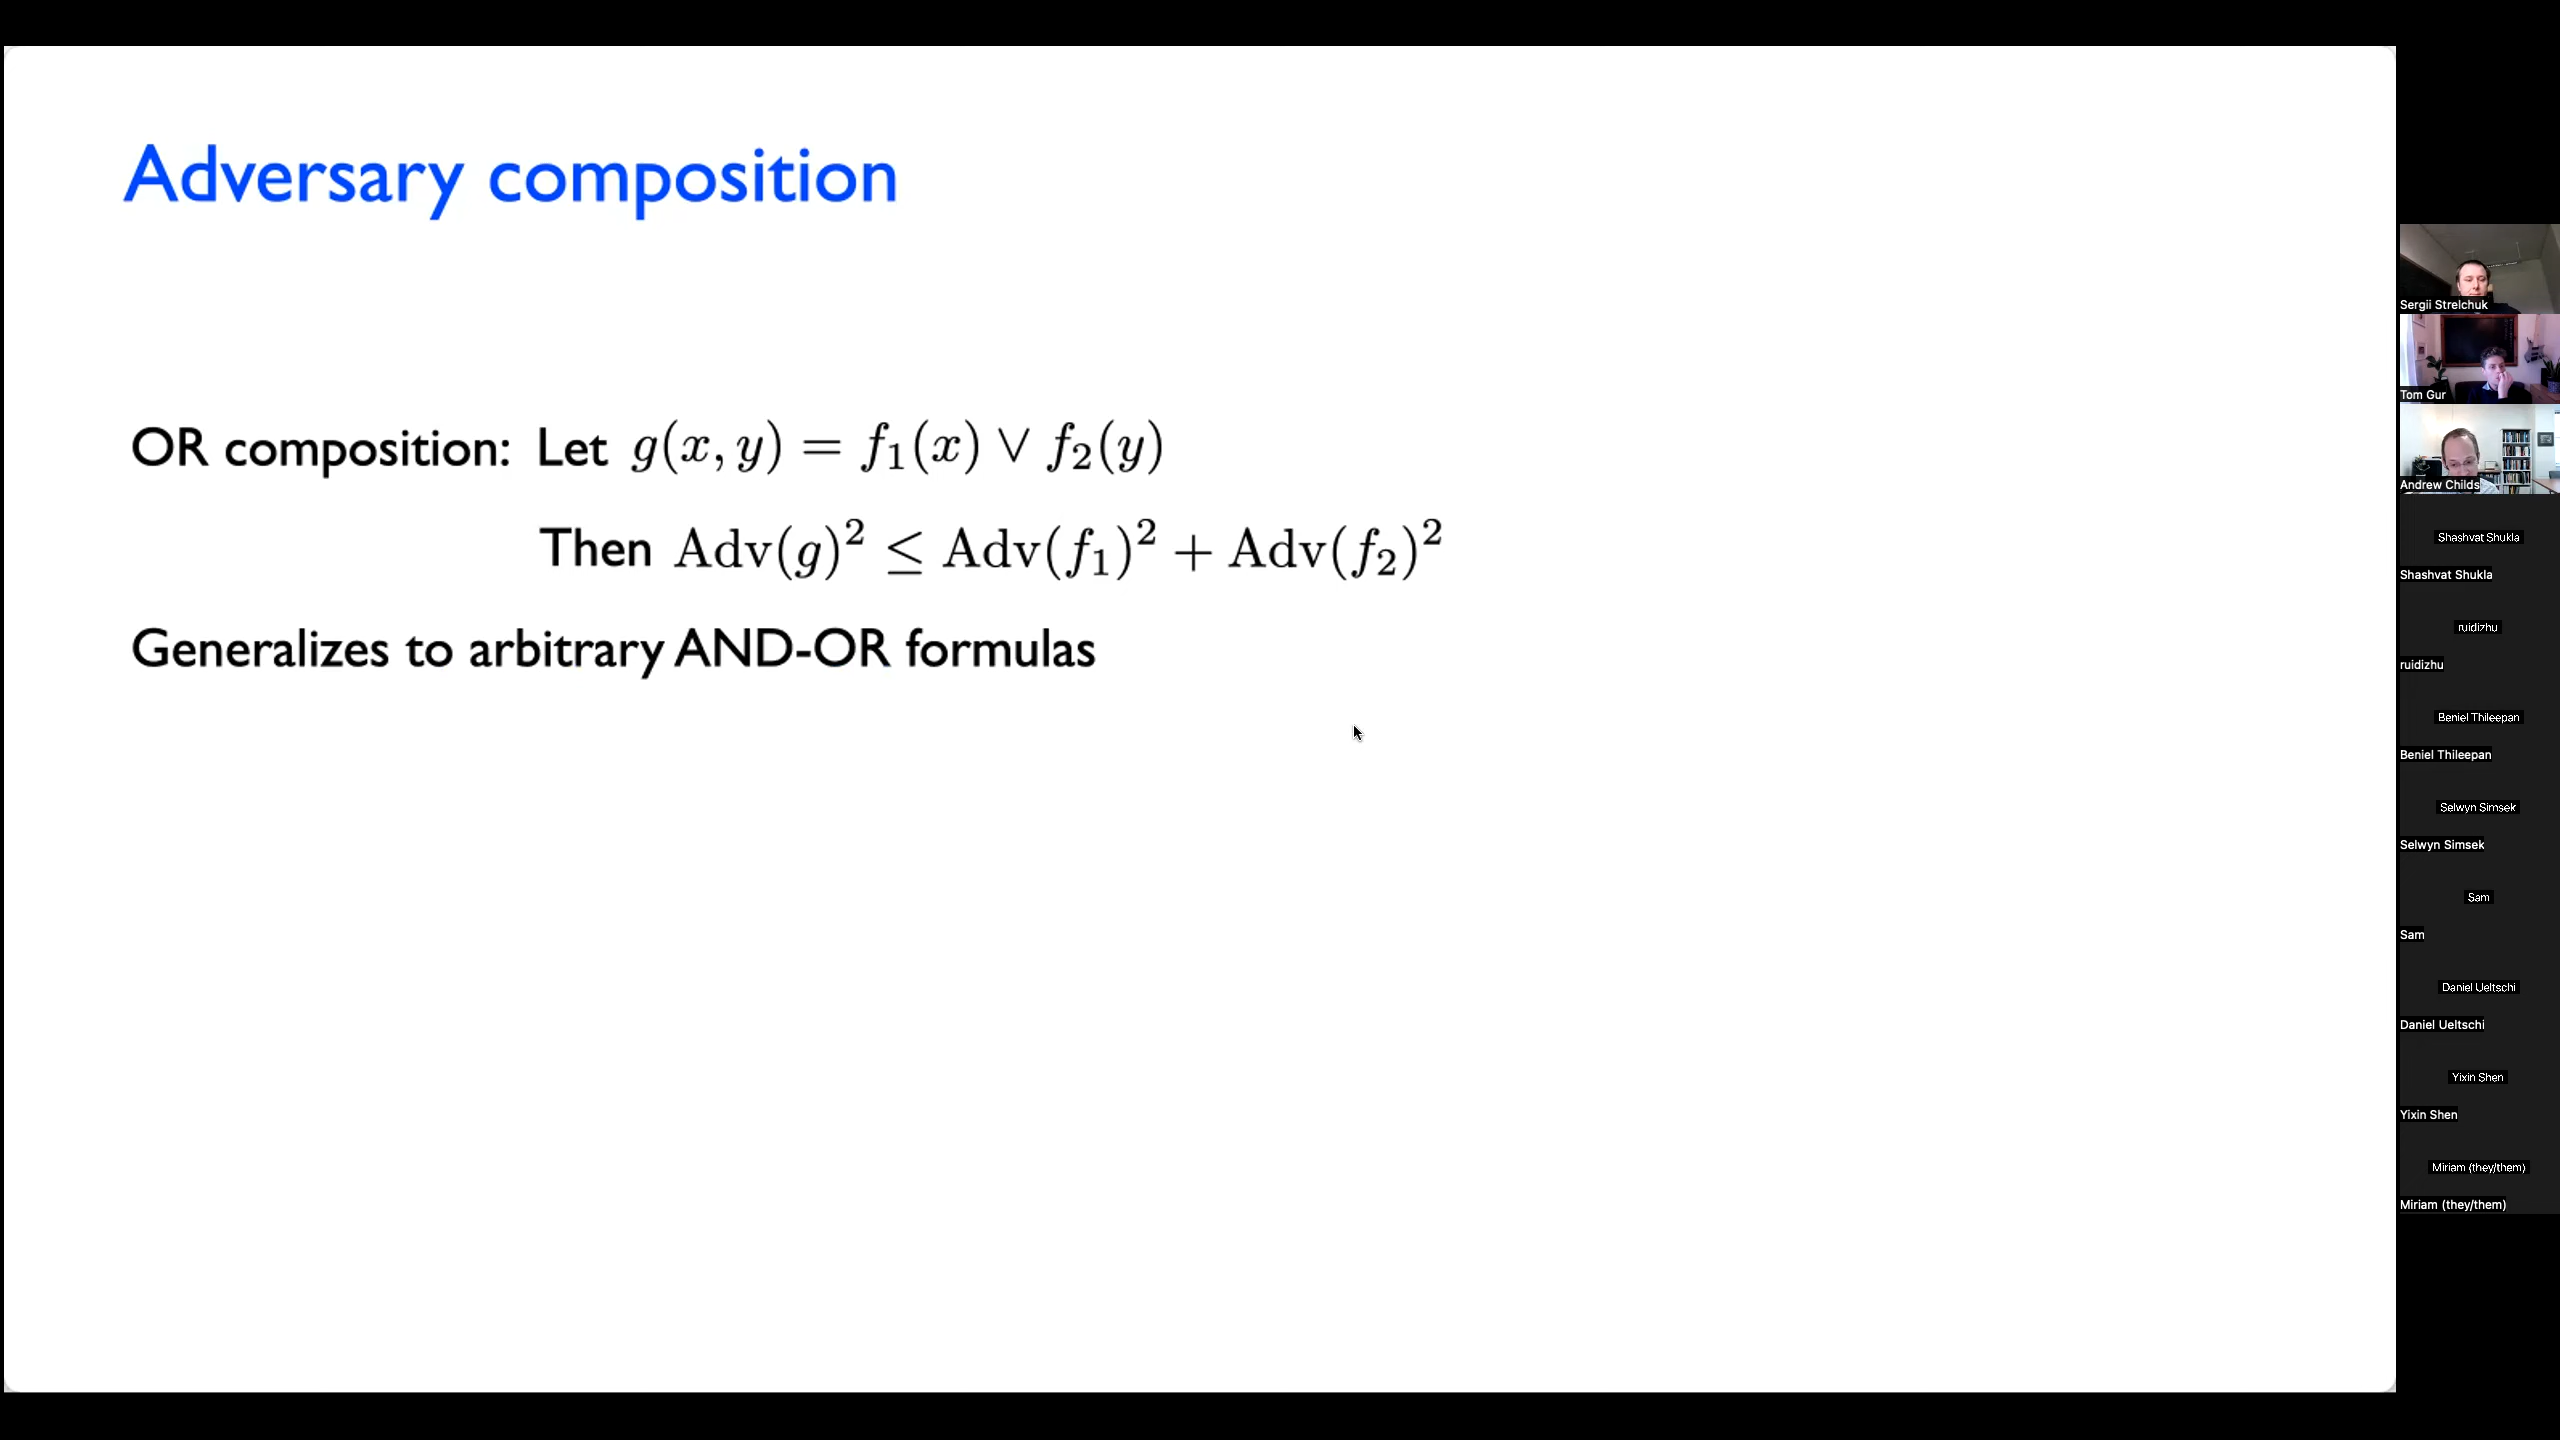 Adversary composition
OR composition: Let g(x, y) = f₁(x) ∨ f₂(y)
Then Adv(g)² ≤ Adv(f₁)² + Adv(f₂)²
Generalizes to arbitrary AND-OR formulas
Sergii Strelchuk
Tom Gur
Andrew Childs
Shashvat Shukla
Shashvat Shukla
ruidizhu
ruidizhu
Beniel Thileepan
Beniel Thileepan
Selwyn Simsek
Selwyn Simsek
Sam
Sam
Daniel Ueltschi
Daniel Ueltschi
Yixin Shen
Yixin Shen
Miriam (they/them)
Miriam (they/them)